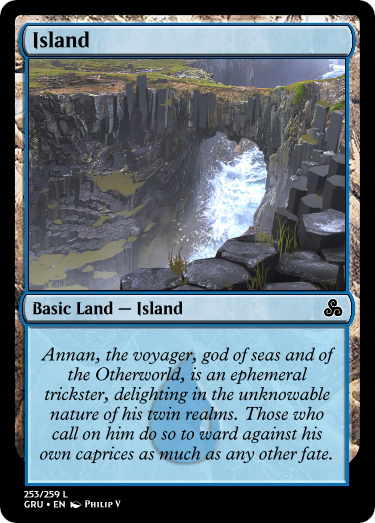 Island
Basic Land — Island
Annan, the voyager, god of seas and of
the Otherworld, is an ephemeral
trickster, delighting in the unknowable
nature of his twin realms. Those who
call on him do so to ward against his
own caprices as much as any other fate.
253/259 L
GRU • EN Philip V